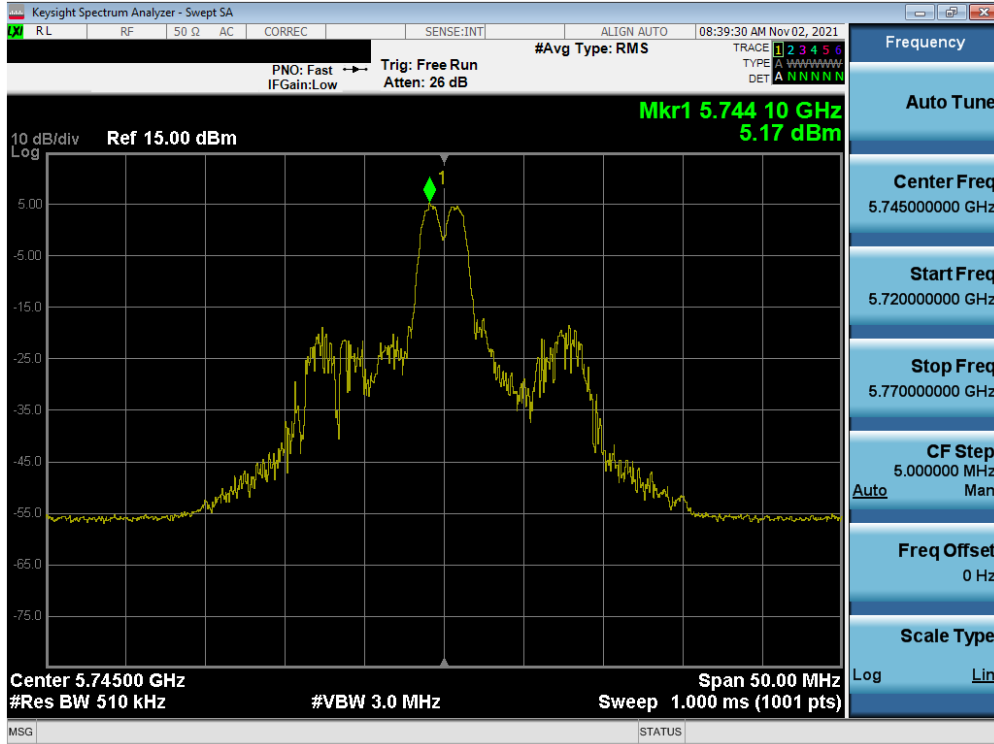 Keysight Spectrum Analyzer - Swept SA
LXI RL RF 50 Ω AC CORREC SENSE:INT ALIGN AUTO 08:39:30 AM Nov 02, 2021
#Avg Type: RMS
TRACE 1 2 3 4 5 6
PNO: Fast Trig: Free Run
TYPE A WWWWW
IFGain:Low Atten: 26 dB
DET A N N N N N
Mkr1 5.744 10 GHz
5.17 dBm
10 dB/div Ref 15.00 dBm
Log
1
5.00
-5.00
-15.0
-25.0
-35.0
-45.0
-55.0
-65.0
-75.0
Center 5.74500 GHz Span 50.00 MHz
#Res BW 510 kHz #VBW 3.0 MHz Sweep 1.000 ms (1001 pts)
MSG STATUS
Frequency
Auto Tune
Center Freq
5.745000000 GHz
Start Freq
5.720000000 GHz
Stop Freq
5.770000000 GHz
CF Step
5.000000 MHz
Auto Man
Freq Offset
0 Hz
Scale Type
Log Lin